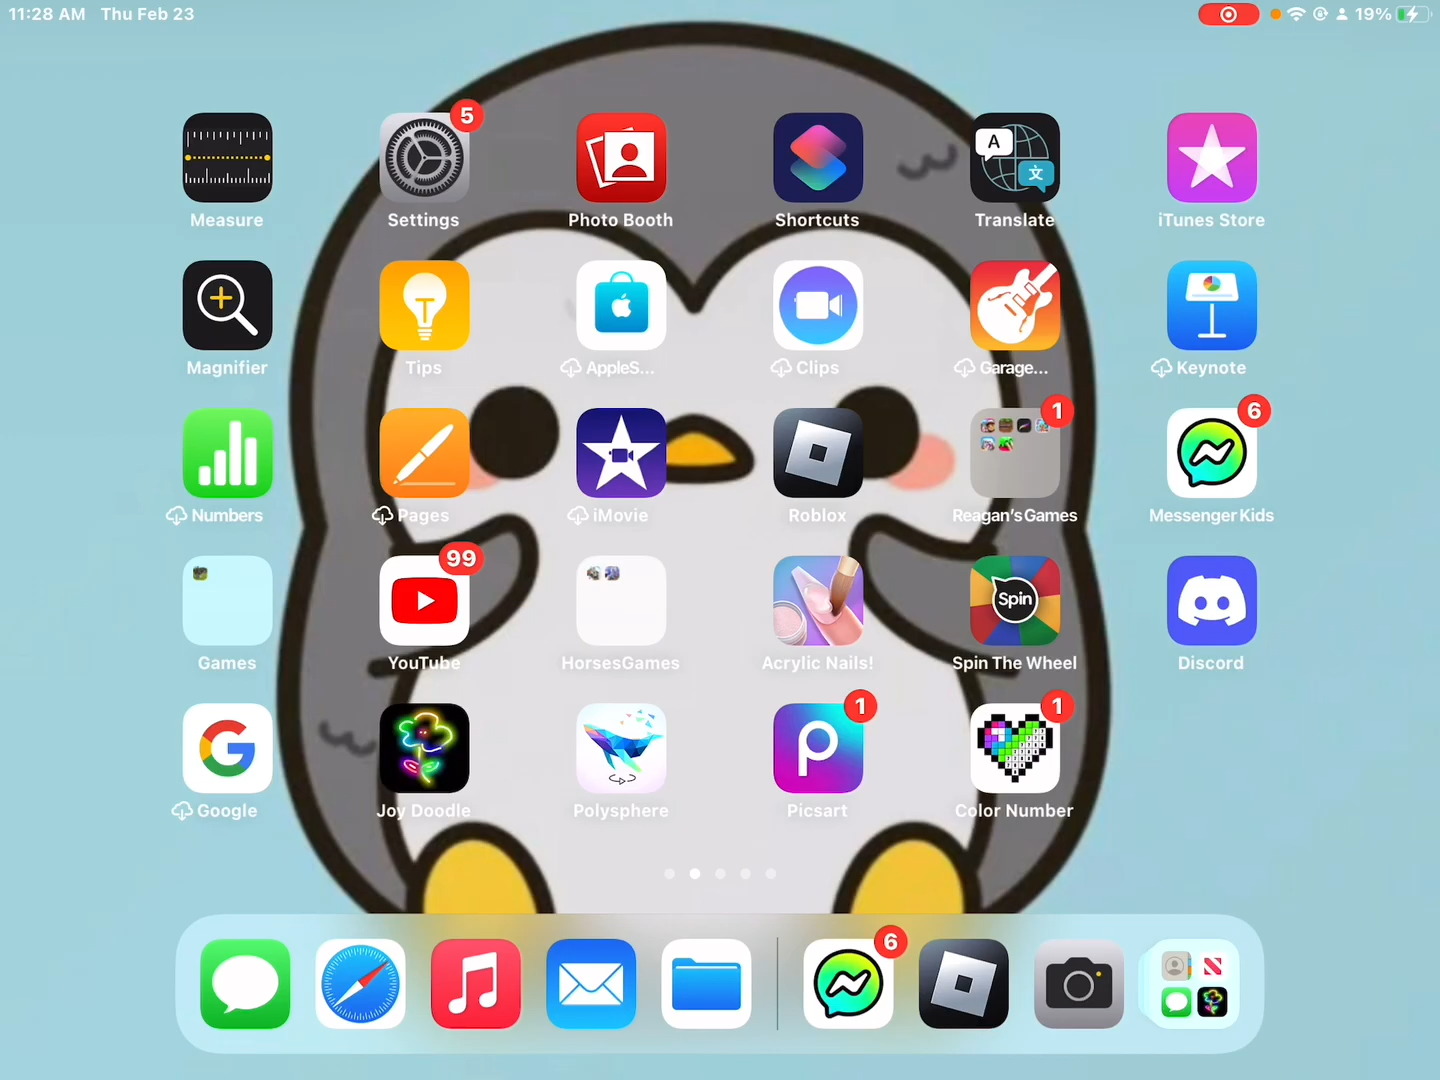 11:28 AM Thu Feb 23
19%
5
Measure
Settings
Photo Booth
Shortcuts
A
文
Translate
iTunes Store
Magnifier
Tips
AppleS...
Clips
Garage...
Keynote
1
6
Numbers
Pages
iMovie
Roblox
Reagan's Games
Messenger Kids
99
Spin
Games
YouTube
HorsesGames
Acrylic Nails!
Spin The Wheel
Discord
1
1
G
P
Google
Joy Doodle
Polysphere
Picsart
Color Number
6